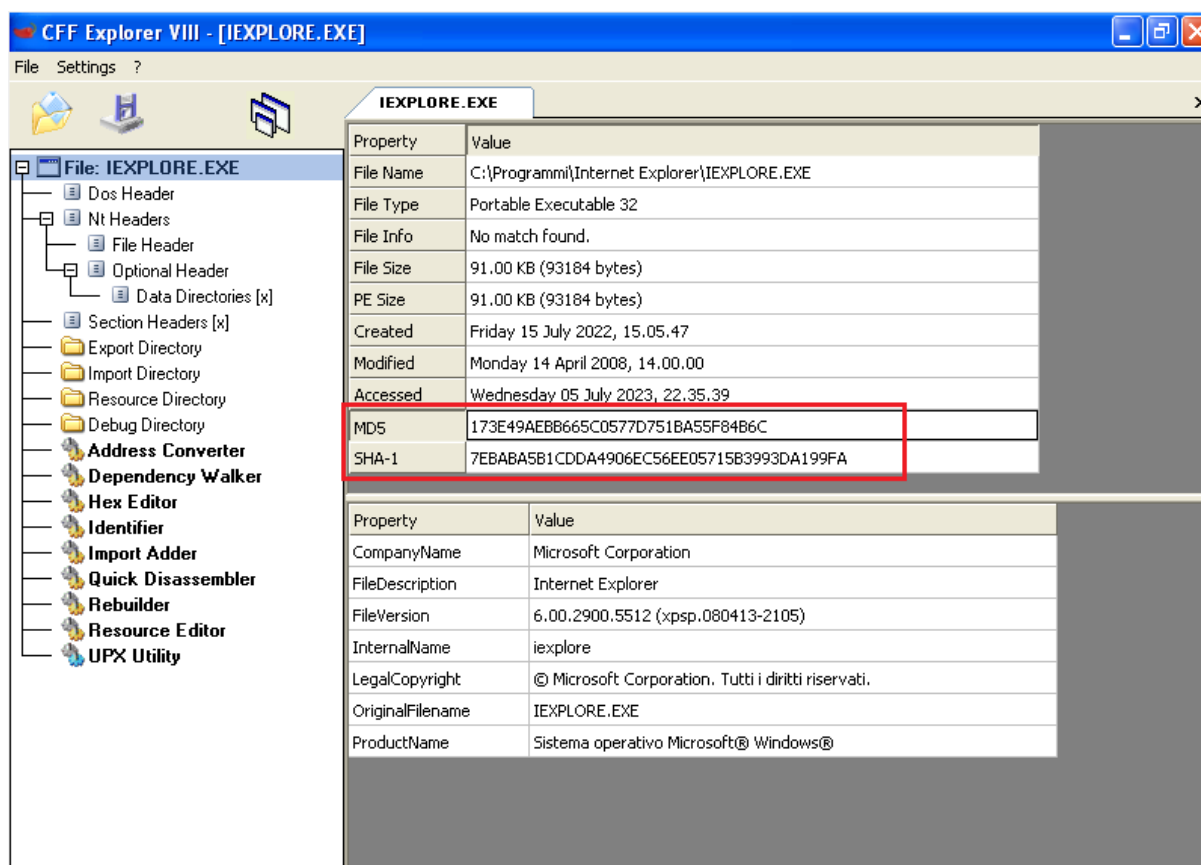 CFF Explorer VIII - [IEXPLORE.EXE]
File Settings ?
IEXPLORE.EXE
File: IEXPLORE.EXE
Dos Header
Nt Headers
File Header
Optional Header
Data Directories [x]
Section Headers [x]
Export Directory
Import Directory
Resource Directory
Debug Directory
Address Converter
Dependency Walker
Hex Editor
Identifier
Import Adder
Quick Disassembler
Rebuilder
Resource Editor
UPX Utility
Property Value
File Name C:\Programmi\Internet Explorer\IEXPLORE.EXE
File Type Portable Executable 32
File Info No match found.
File Size 91.00 KB (93184 bytes)
PE Size 91.00 KB (93184 bytes)
Created Friday 15 July 2022, 15.05.47
Modified Monday 14 April 2008, 14.00.00
Accessed Wednesday 05 July 2023, 22.35.39
MD5 173E49AEBB665C0577D751BA55F84B6C
SHA-1 7EBABA5B1CDDA4906EC56EE05715B3993DA199FA
Property Value
CompanyName Microsoft Corporation
FileDescription Internet Explorer
FileVersion 6.00.2900.5512 (xpsp.080413-2105)
InternalName iexplore
LegalCopyright © Microsoft Corporation. Tutti i diritti riservati.
OriginalFilename IEXPLORE.EXE
ProductName Sistema operativo Microsoft® Windows®